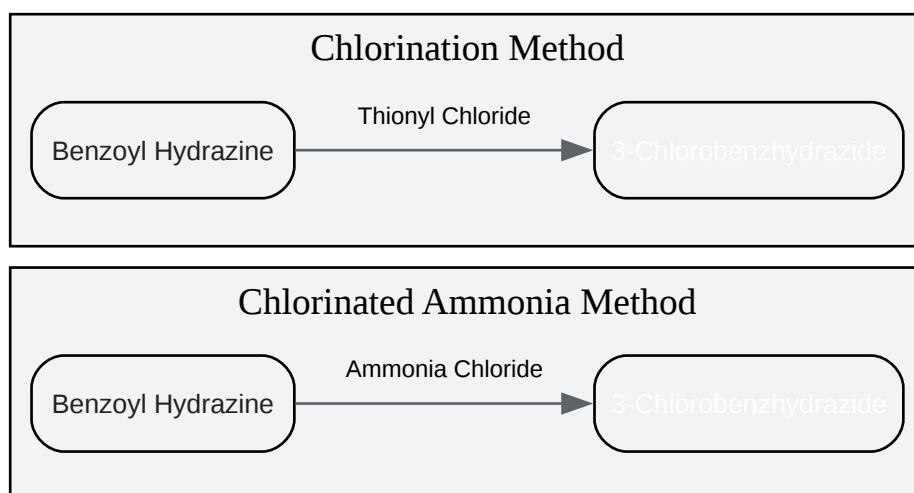 Chlorination Method
Thionyl Chloride
Benzoyl Hydrazine
3-Chlorobenzhydrazide
Chlorinated Ammonia Method
Ammonia Chloride
Benzoyl Hydrazine
3-Chlorobenzhydrazide